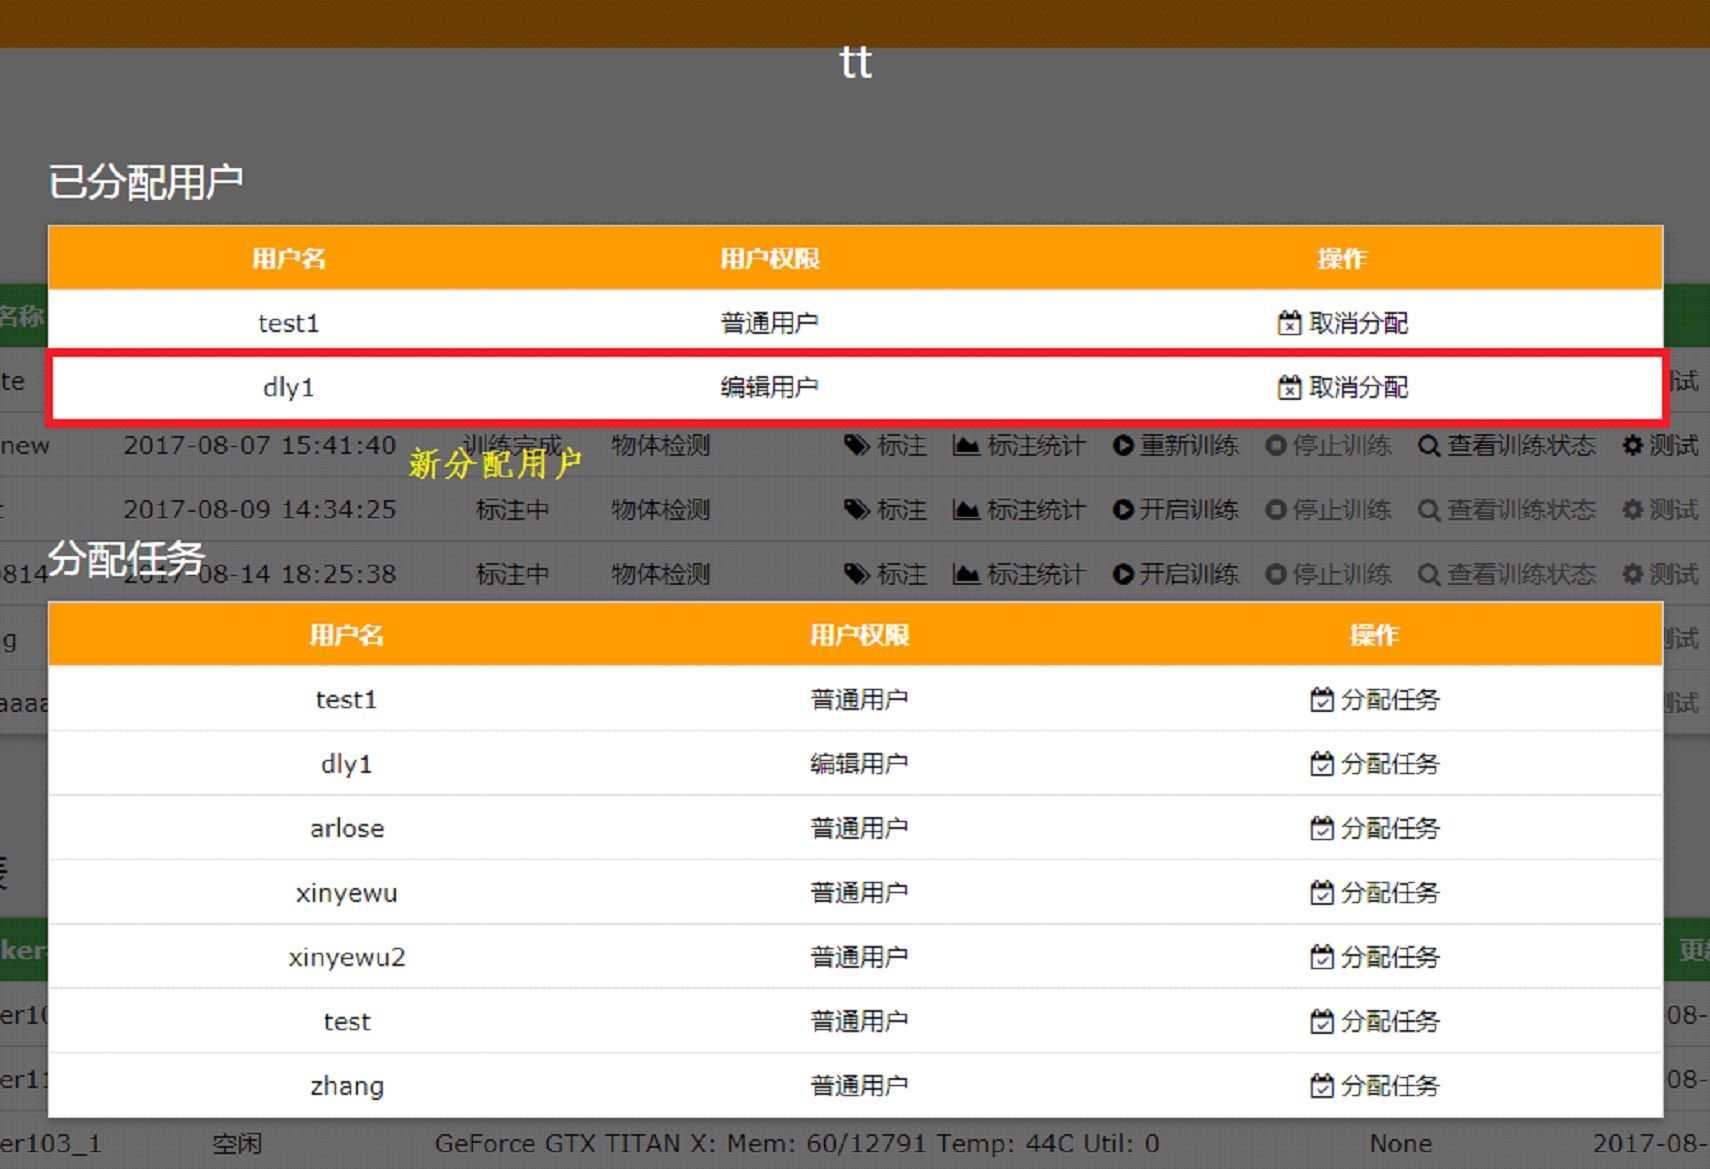 tt
已分配用户
用户名 用户权限 操作
名称
test1 普通用户 取消分配
te dly1 编辑用户 取消分配 测试
new 2017-08-07 15:41:40 训练完成 物体检测 标注 标注统计 重新训练 停止训练 查看训练状态 测试
新分配用户
2017-08-09 14:34:25 标注中 物体检测 标注 标注统计 开启训练 停止训练 查看训练状态 测试
分配任务
0814 08-14 18:25:38 标注中 物体检测 标注 标注统计 开启训练 停止训练 查看训练状态 测试
用户名 用户权限 操作
g 测试
test1 普通用户 分配任务
aaaa 测试
dly1 编辑用户 分配任务
arlose 普通用户 分配任务
xinyewu 普通用户 分配任务
ker
xinyewu2 普通用户 分配任务
er10 test 普通用户 分配任务 08-
er11 zhang 普通用户 分配任务 08-
er103_1 空闲 GeForce GTX TITAN X: Mem: 60/12791 Temp: 44C Util: 0 None 2017-08-